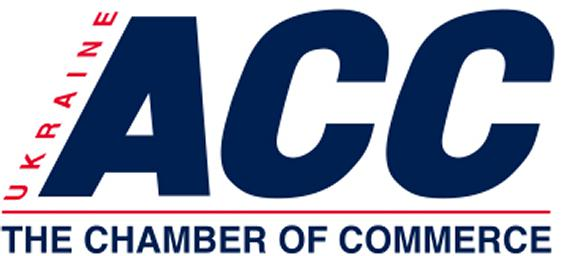 UKRAINE
ACC
THE CHAMBER OF COMMERCE